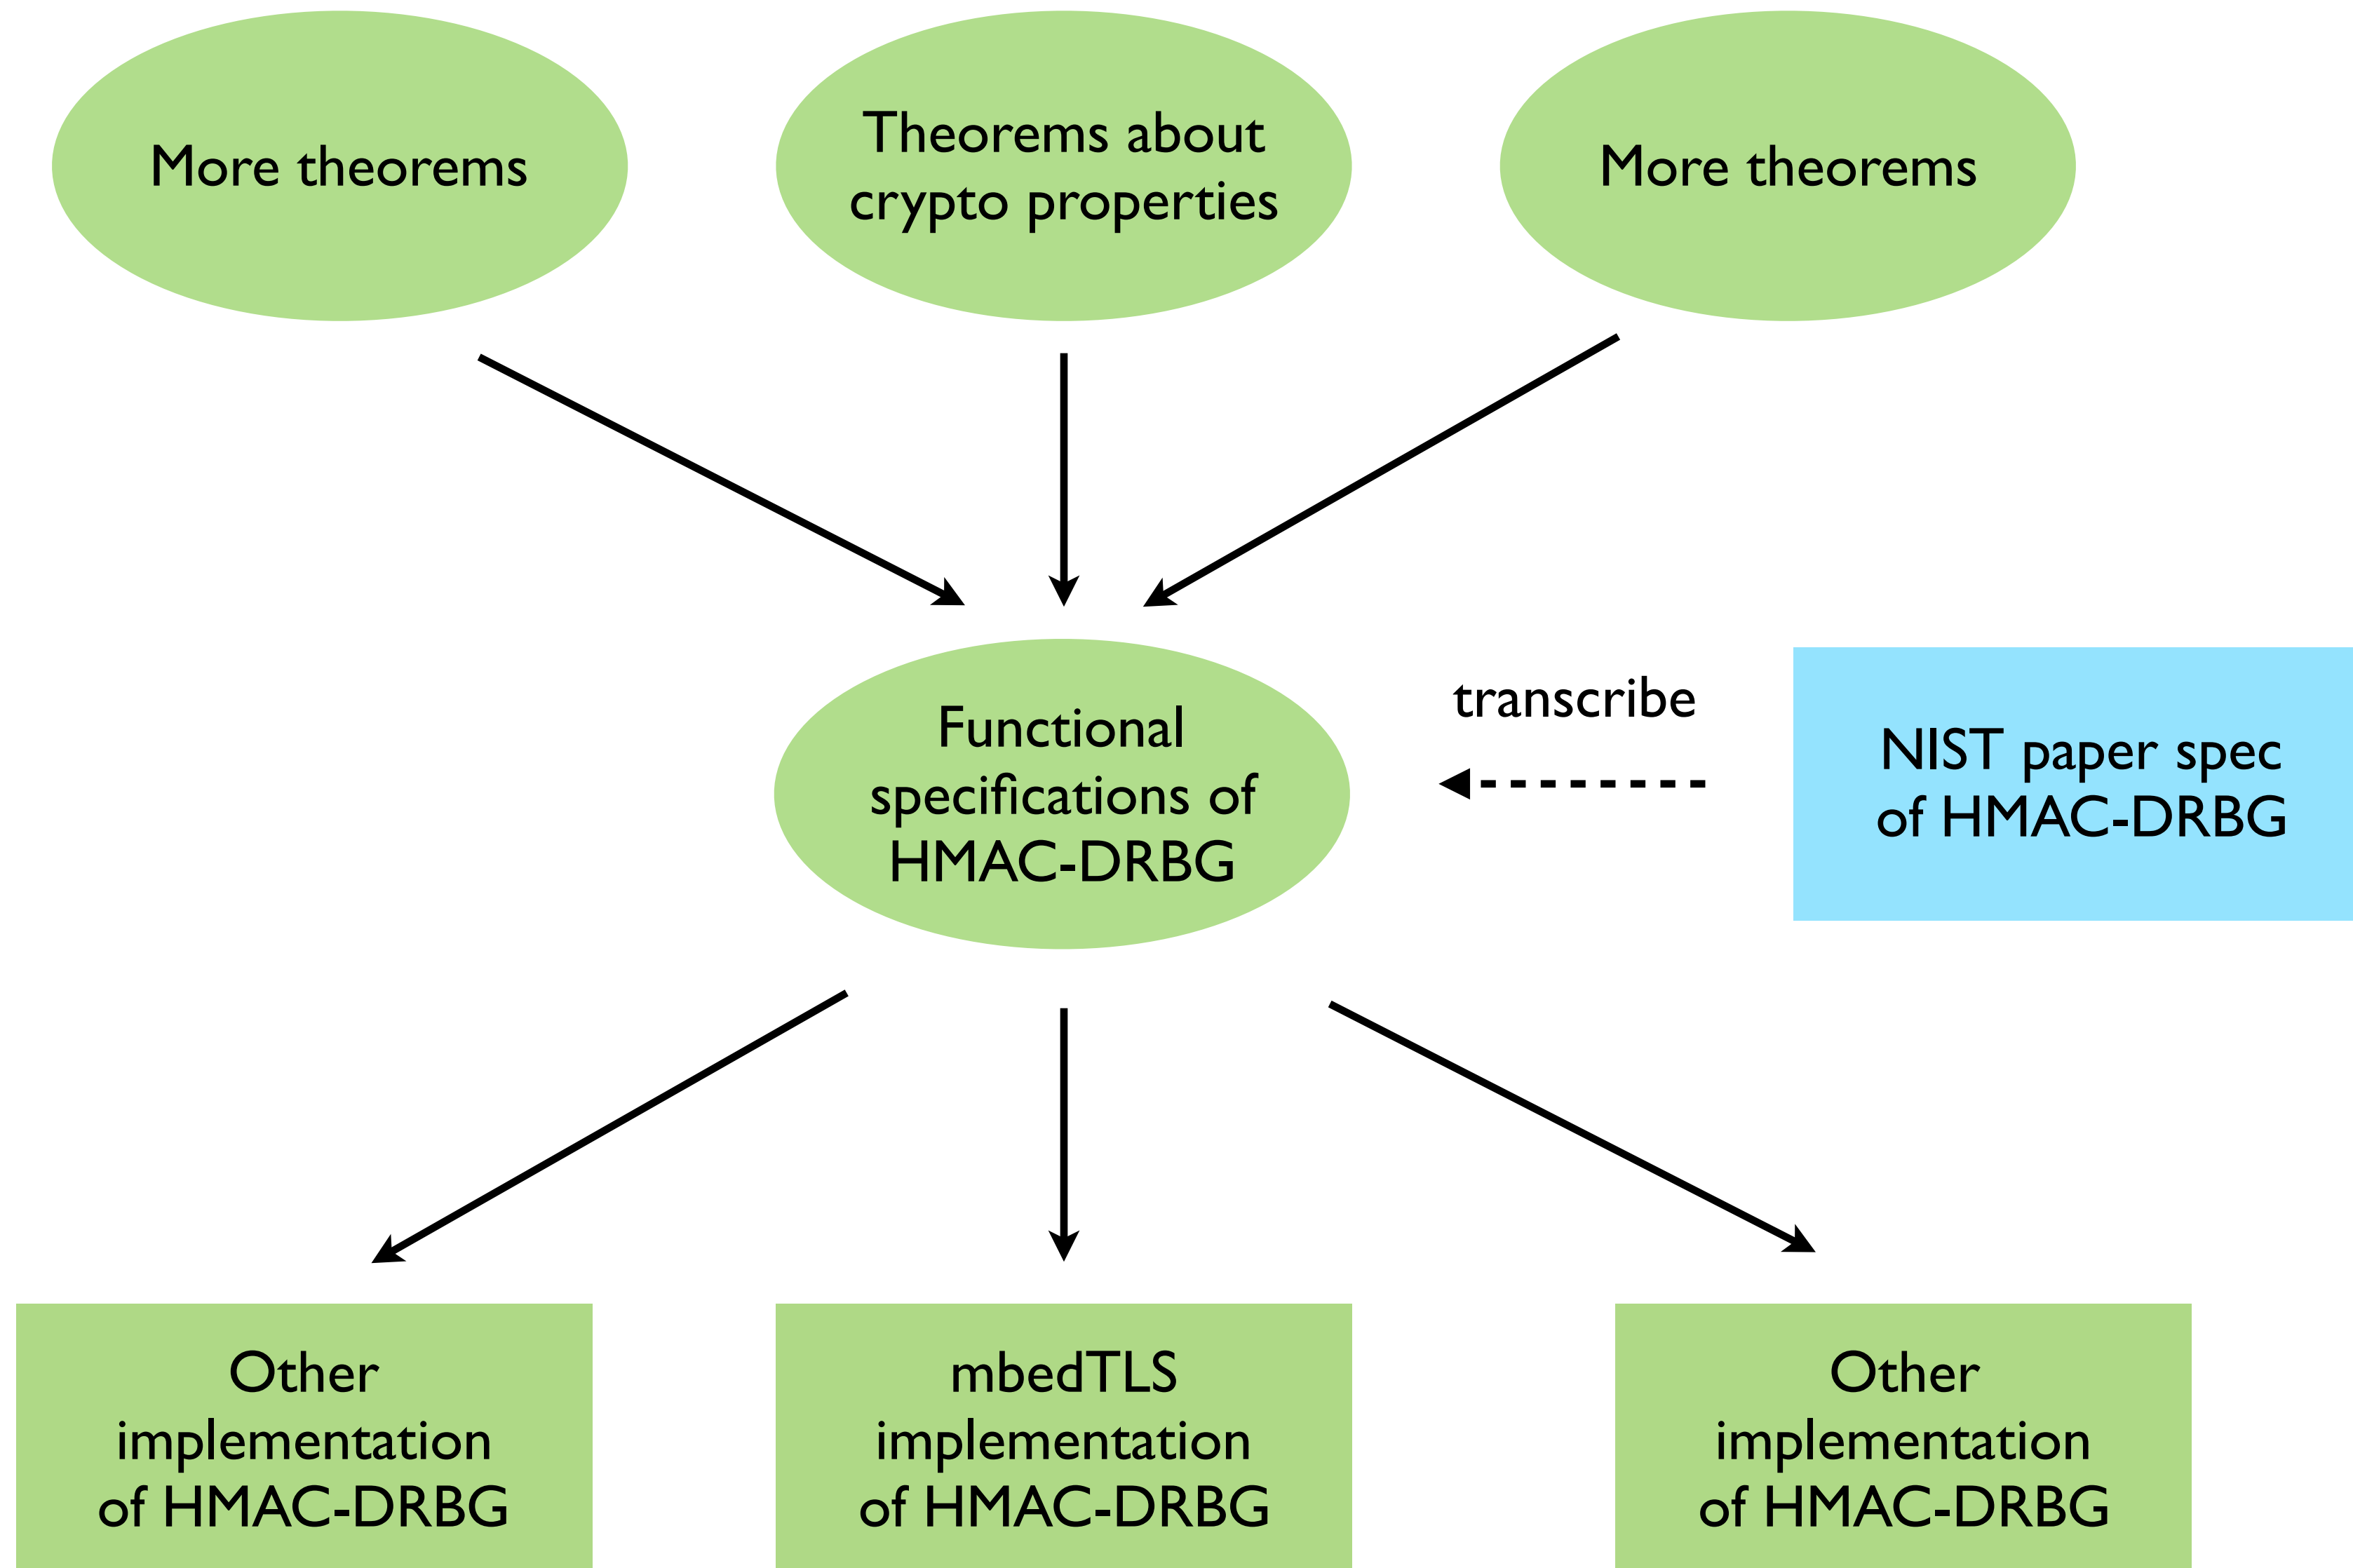 More theorems
Theorems about
crypto properties
More theorems
Functional
specifications of
HMAC-DRBG
transcribe
NIST paper spec
of HMAC-DRBG
Other
implementation
of HMAC-DRBG
mbedTLS
implementation
of HMAC-DRBG
Other
implementation
of HMAC-DRBG